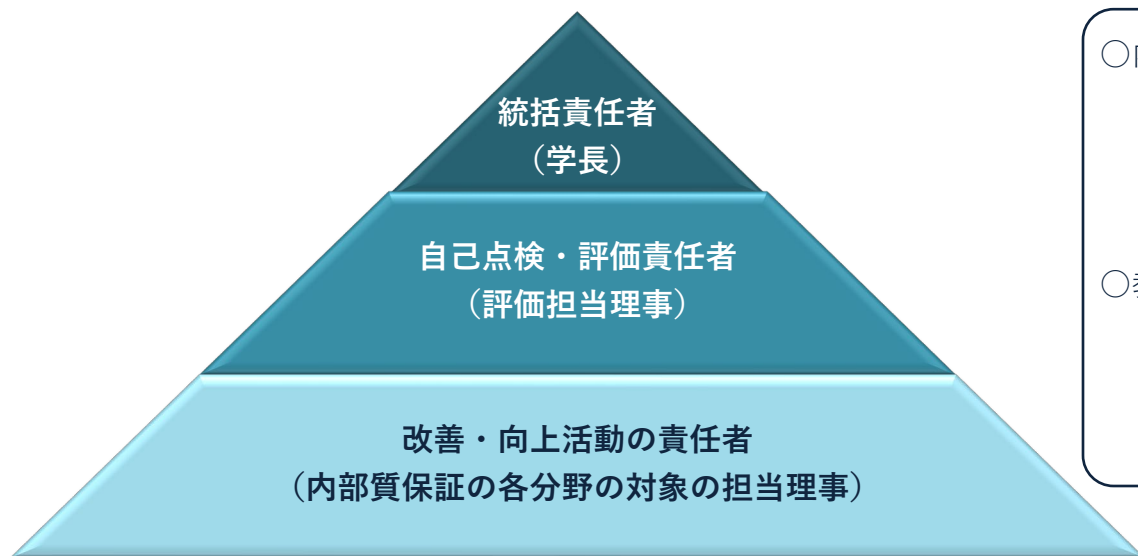 統括責任者
（学長）
自己点検・評価責任者
（評価担当理事）
改善・向上活動の責任者
（内部質保証の各分野の対象の担当理事）
○
○